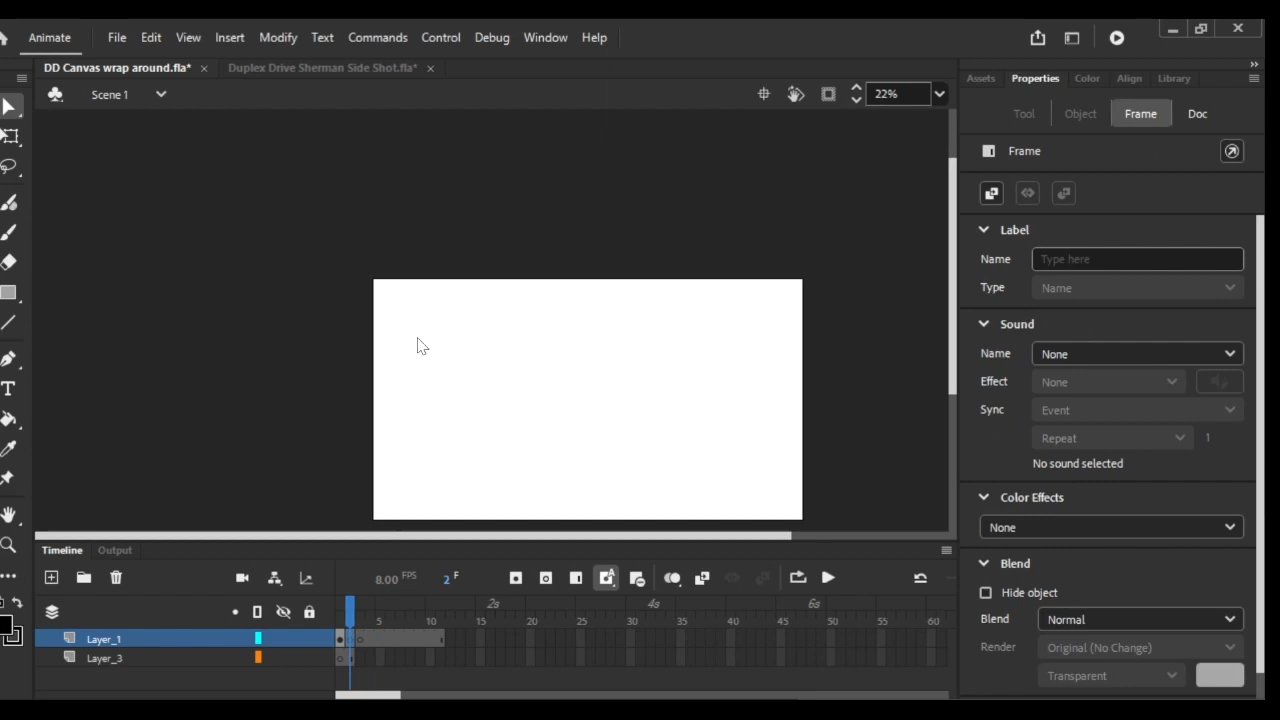 Animate File Edit View Insert Modify Text Commands Control Debug Window Help
DD Canvas wrap around.fla* Duplex Drive Sherman Side Shot.fla*
Assets Properties Color Align Library
Scene 1 22%
Tool Object Frame Doc
Frame
Label
Name Type here
Type Name
Sound
Name None
Effect None
Sync Event
Repeat 1
No sound selected
Color Effects
None
Blend
Hide object
Blend Normal
Render Original (No Change)
Transparent
Timeline Output
8.00 FPS 2 F
2s 4s 6s
5 10 15 20 25 30 35 40 45 50 55 60
Layer_1
Layer_3